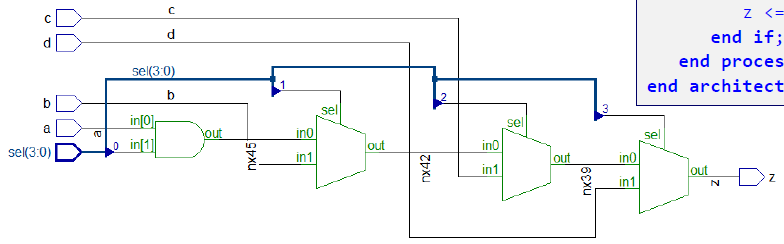 z <=
end if;
end proces
end architect
c
c
d
d
sel(3:0)
1
2
3
b
b
sel
sel
sel
a
in[0]
a
out
in0
nx45
in1
out
in0
nx42
in1
out
in0
nx39
in1
out
z
z
sel(3:0)
0
in[1]